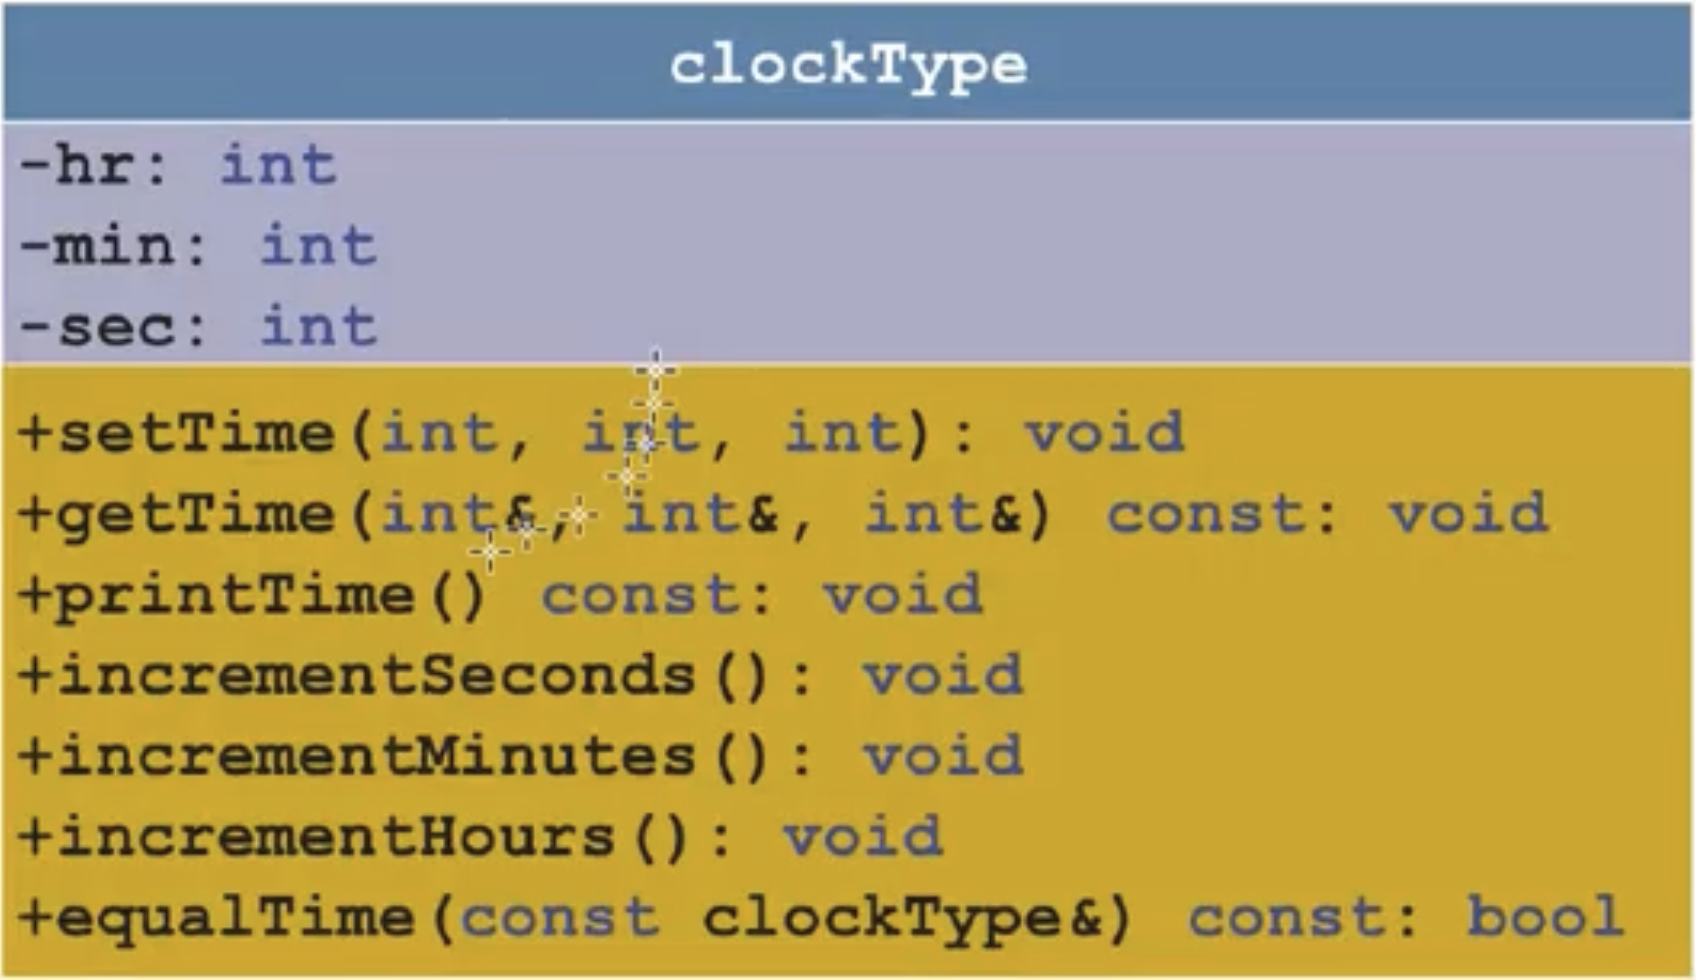 clockType
-hr: int
-min: int
-sec: int
+setTime(int, int, int): void
+getTime(int&, int&, int&) const: void
+printTime() const: void
+incrementSeconds(): void
+incrementMinutes(): void
+incrementHours(): void
+equalTime(const clockType&) const: bool